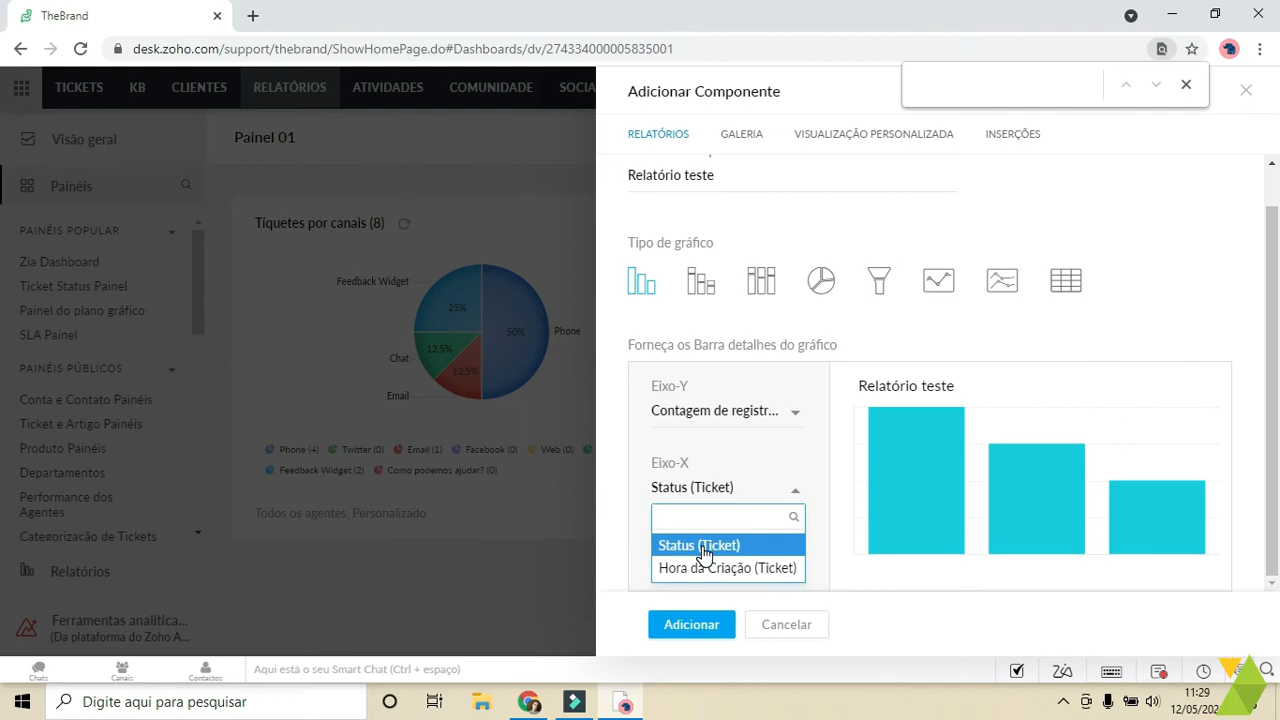 TheBrand
desk.zoho.com/support/thebrand/ShowHomePage.do#Dashboards/dv/274334000005835001
TICKETS KB CLIENTES RELATÓRIOS ATIVIDADES COMUNIDADE SOCIA
Adicionar Componente
RELATÓRIOS GALERIA VISUALIZAÇÃO PERSONALIZADA INSERÇÕES
Visão geral
Painéis
PAINÉIS POPULAR
Zia Dashboard
Ticket Status Painel
Painel do plano gráfico
SLA Painel
PAINÉIS PÚBLICOS
Conta e Contato Painéis
Ticket e Artigo Painéis
Produto Painéis
Departamentos
Performance dos
Agentes
Categorização de Tickets
Relatórios
Ferramentas analítica...
(Da plataforma do Zoho A...
Painel 01
Tíquetes por canais (8)
Feedback Widget
25%
50%
Phone
Chat
12.5%
12.5%
Email
Phone (4) Twitter (0) Email (1) Facebook (0) Web (0)
Feedback Widget (2) Como podemos ajudar? (0)
Todos os agentes, Personalizado
Relatório teste
Tipo de gráfico
Forneça os Barra detalhes do gráfico
Eixo-Y
Contagem de registr...
Eixo-X
Status (Ticket)
Status (Ticket)
Hora da Criação (Ticket)
Relatório teste
Adicionar
Cancelar
Chats
Canais
Contactos
Aqui está o seu Smart Chat (Ctrl + espaço)
Digite aqui para pesquisar
11:29
12/05/202